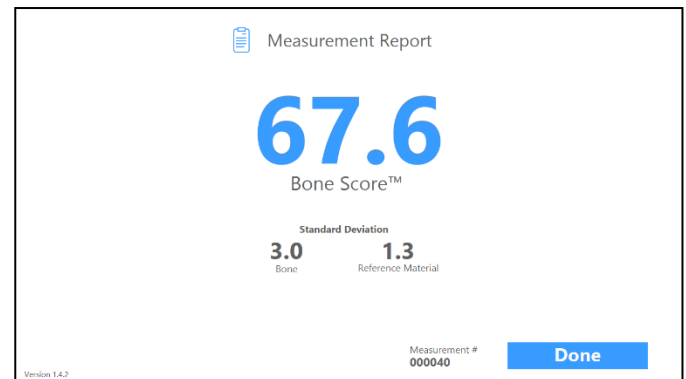 Measurement Report
67.6
Bone Score™
Standard Deviation
3.0 1.3
Bone Reference Material
Measurement #
000040
Done
Version 1.4.2